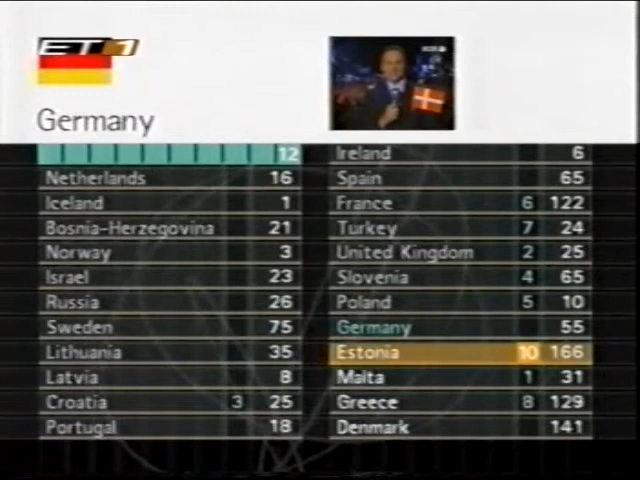 ET1
Germany
12
Netherlands 16
Iceland 1
Bosnia-Herzegovina 21
Norway 3
Israel 23
Russia 26
Sweden 75
Lithuania 35
Latvia 8
Croatia 3 25
Portugal 18
Ireland 6
Spain 65
France 6 122
Turkey 7 24
United Kingdom 2 25
Slovenia 4 65
Poland 5 10
Germany 55
Estonia 10 166
Malta 1 31
Greece 8 129
Denmark 141